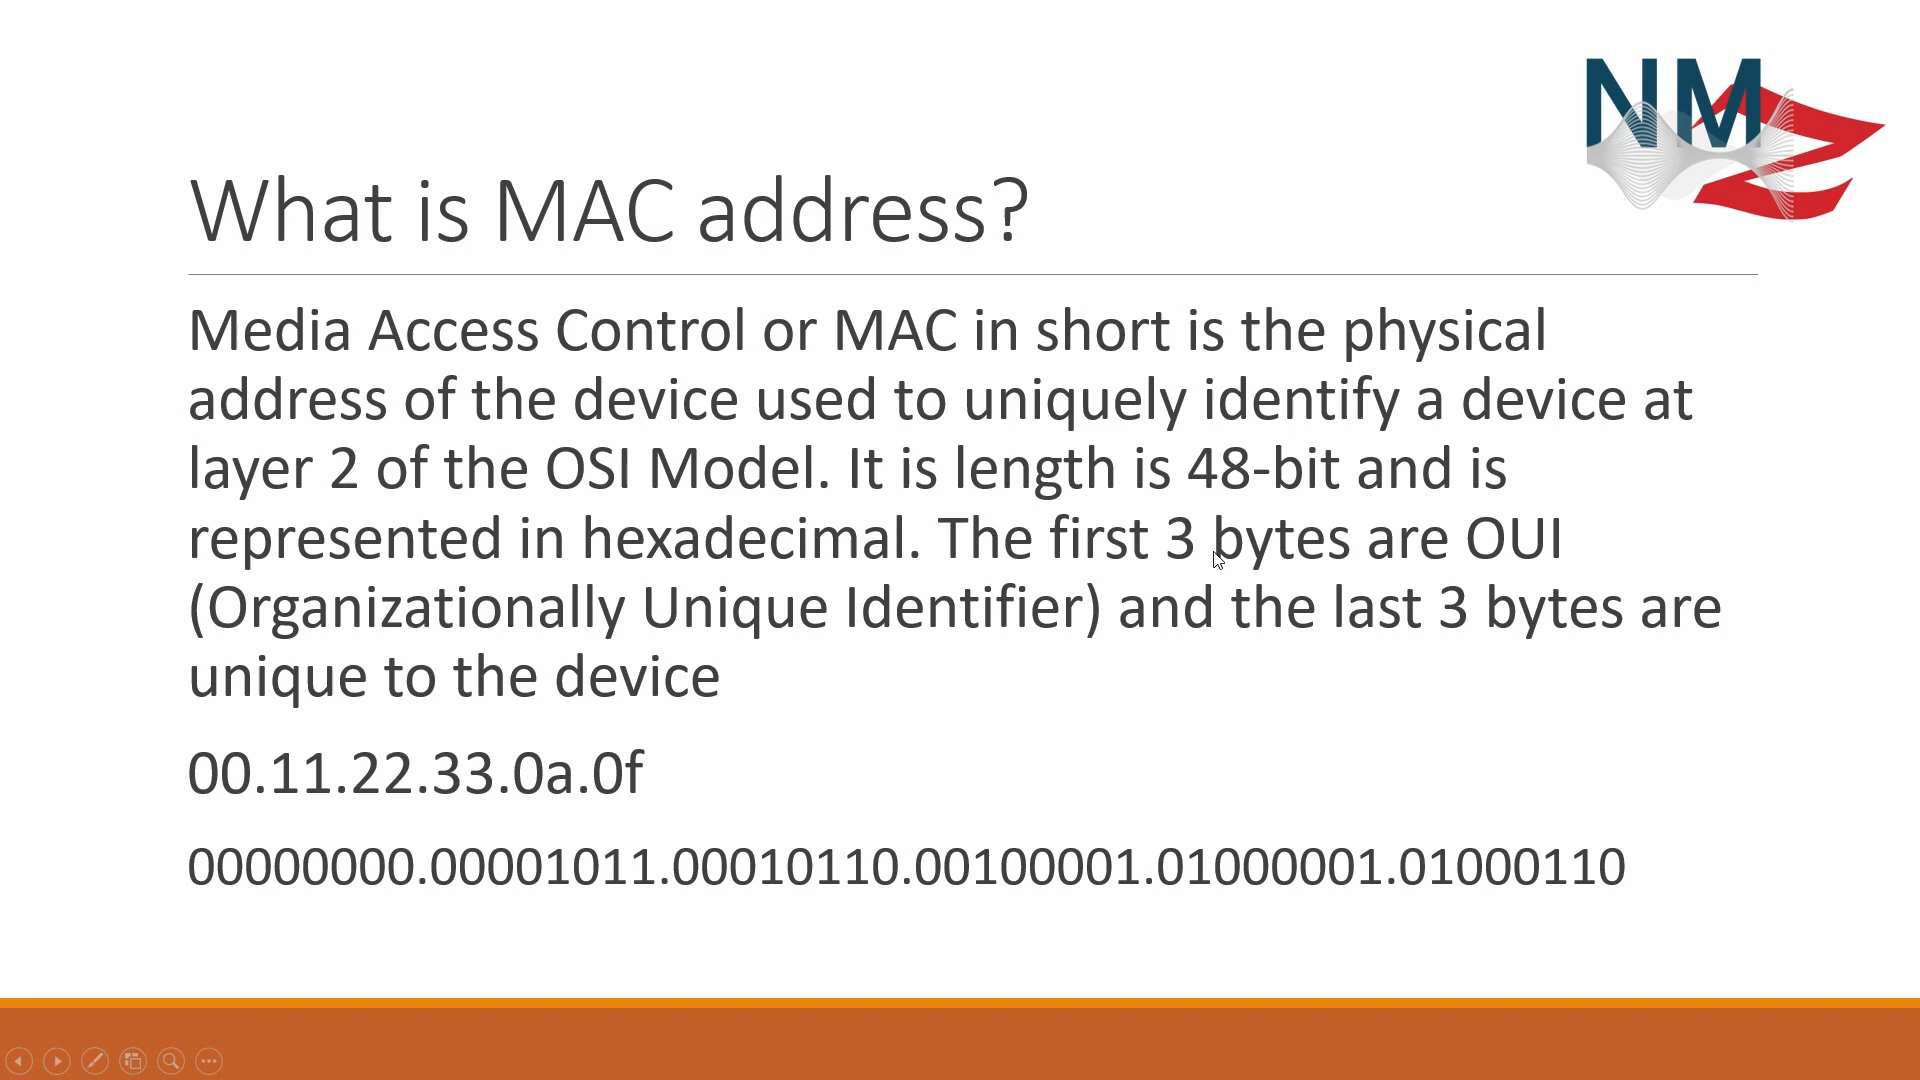 NM
What is MAC address?
Media Access Control or MAC in short is the physical
address of the device used to uniquely identify a device at
layer 2 of the OSI Model. It is length is 48-bit and is
represented in hexadecimal. The first 3 bytes are OUI
(Organizationally Unique Identifier) and the last 3 bytes are
unique to the device
00.11.22.33.0a.0f
00000000.00001011.00010110.00100001.01000001.01000110